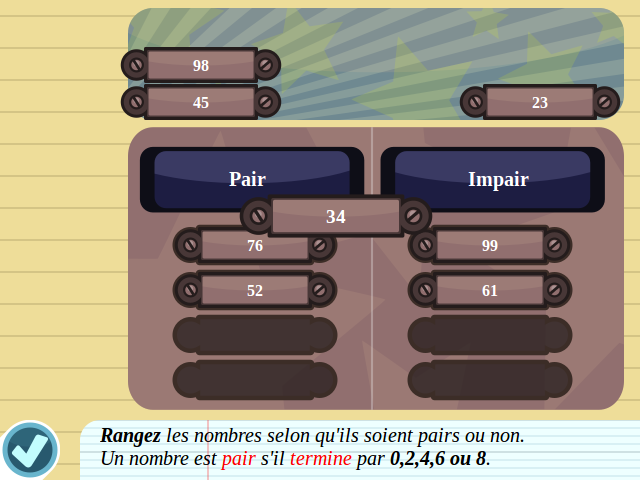 98
45
23
Pair
Impair
34
76
99
52
61
Rangez les nombres selon qu'ils soient pairs ou non.
Un nombre est pair s'il termine par 0,2,4,6 ou 8.